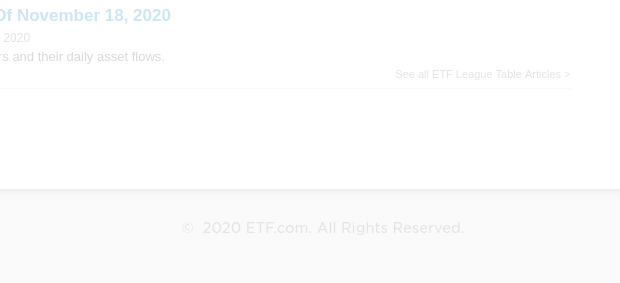 Of November 18, 2020
2020
rs and their daily asset flows.
See all ETF League Table Articles >
© 2020 ETF.com. All Rights Reserved.